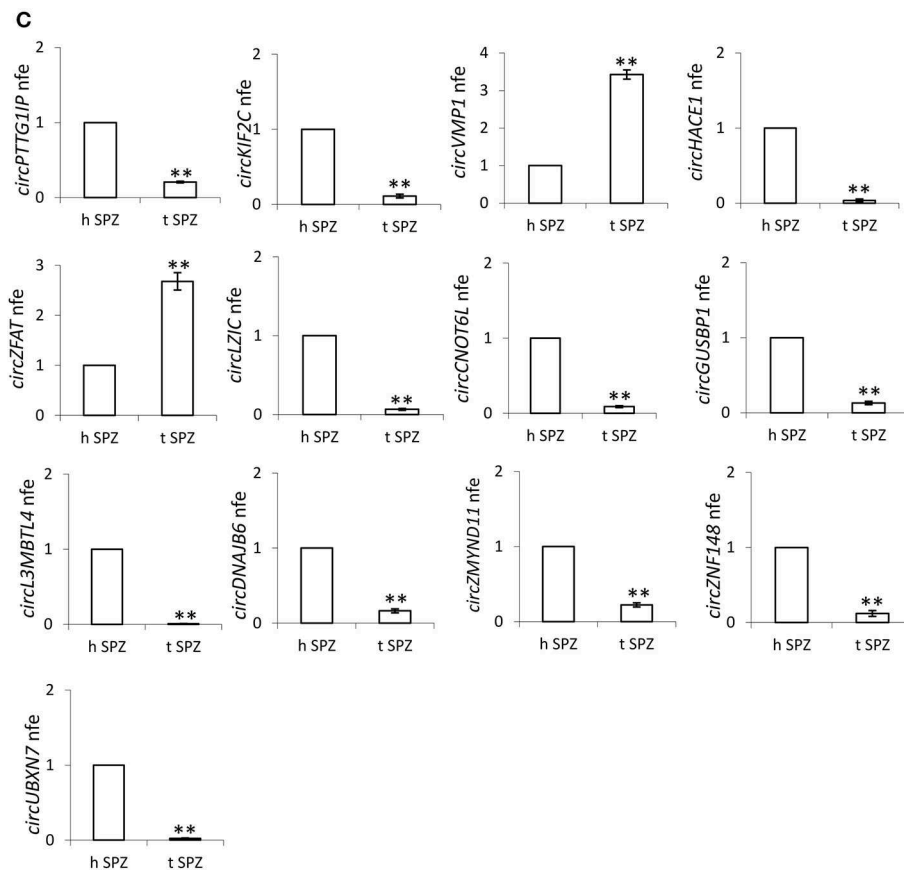 C
circPTTG1IP nfe
2
1
0
**
h SPZ t SPZ
circKIF2C nfe
2
1
0
**
h SPZ t SPZ
circVMP1 nfe
4
3
2
1
0
**
h SPZ t SPZ
circHACE1 nfe
2
1
0
**
h SPZ t SPZ
circZFAT nfe
3
2
1
0
**
h SPZ t SPZ
circLZIC nfe
2
1
0
**
h SPZ t SPZ
circCNOT6L nfe
2
1
0
**
h SPZ t SPZ
circGUSBP1 nfe
2
1
0
**
h SPZ t SPZ
circL3MBTL4 nfe
2
1
0
**
h SPZ t SPZ
circDNAJB6 nfe
2
1
0
**
h SPZ t SPZ
circZMYND11 nfe
2
1
0
**
h SPZ t SPZ
circZNF148 nfe
2
1
0
**
h SPZ t SPZ
circUBXN7 nfe
2
1
0
**
h SPZ t SPZ